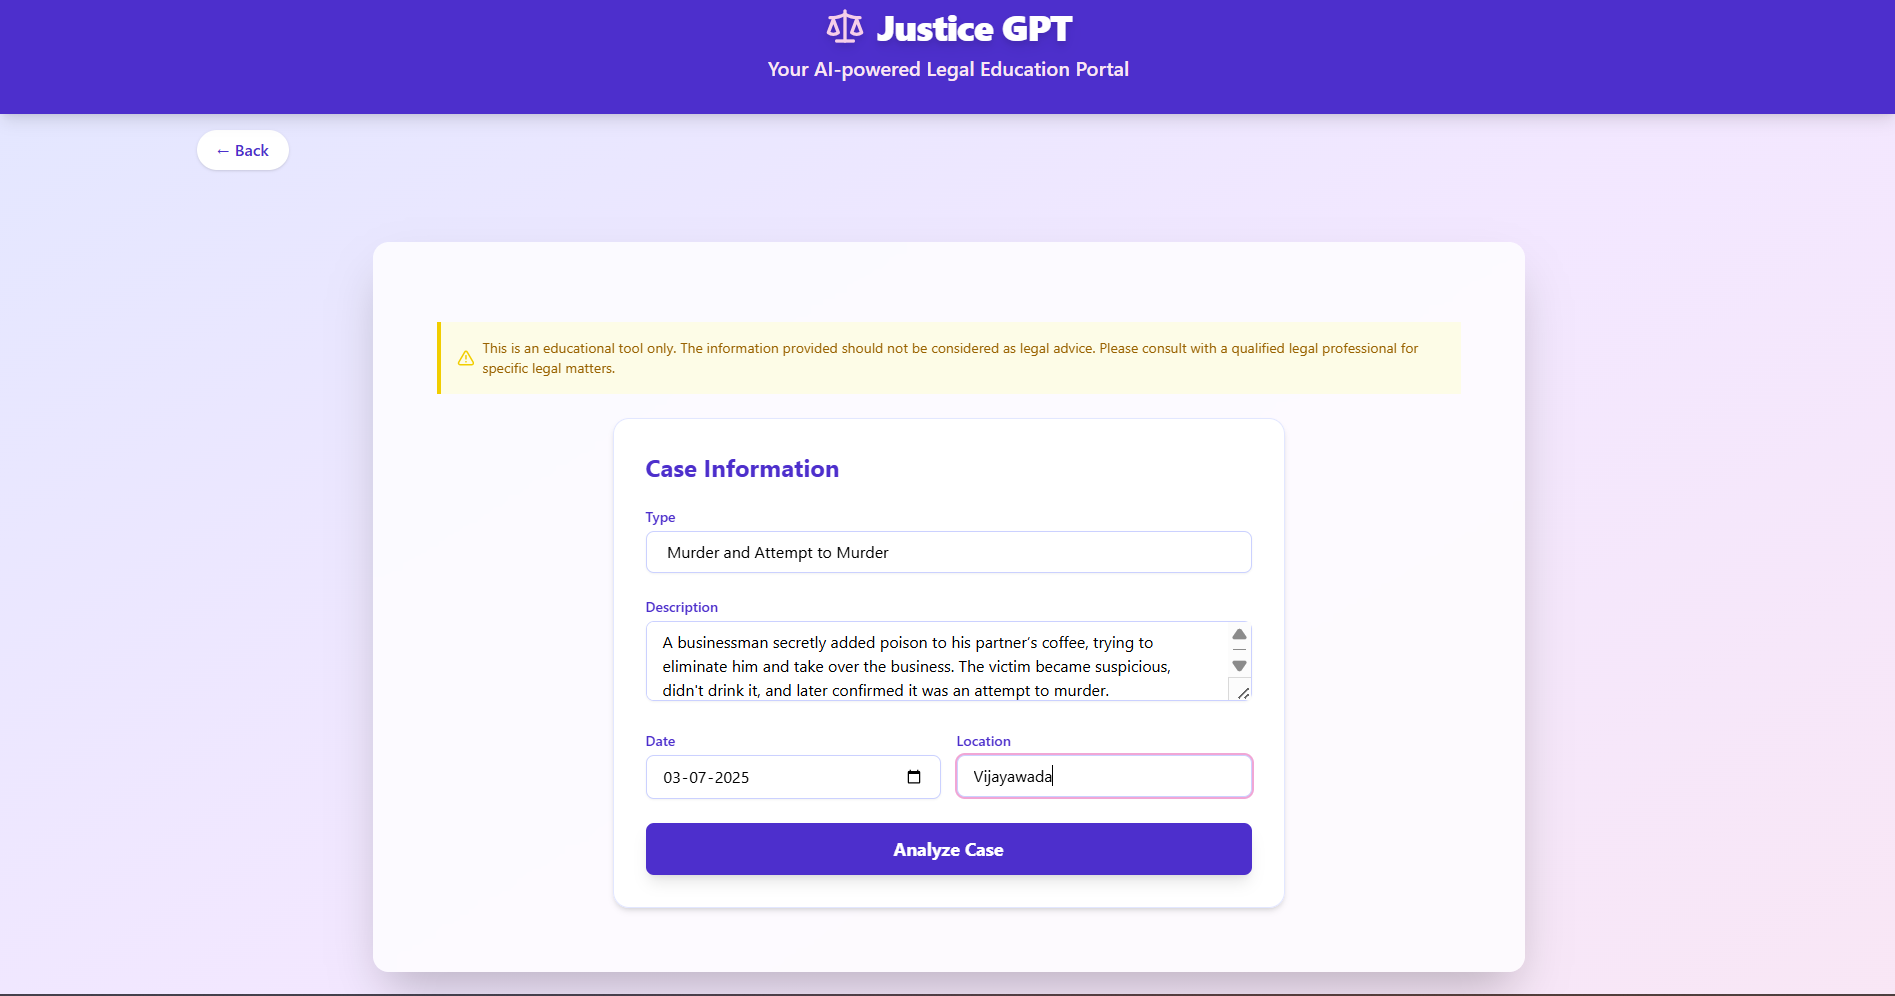 Justice GPT
Your AI-powered Legal Education Portal
← Back
This is an educational tool only. The information provided should not be considered as legal advice. Please consult with a qualified legal professional for
specific legal matters.
Case Information
Type
Murder and Attempt to Murder
Description
A businessman secretly added poison to his partner’s coffee, trying to
eliminate him and take over the business. The victim became suspicious,
didn't drink it, and later confirmed it was an attempt to murder.
Date
Location
03-07-2025
Vijayawada
Analyze Case